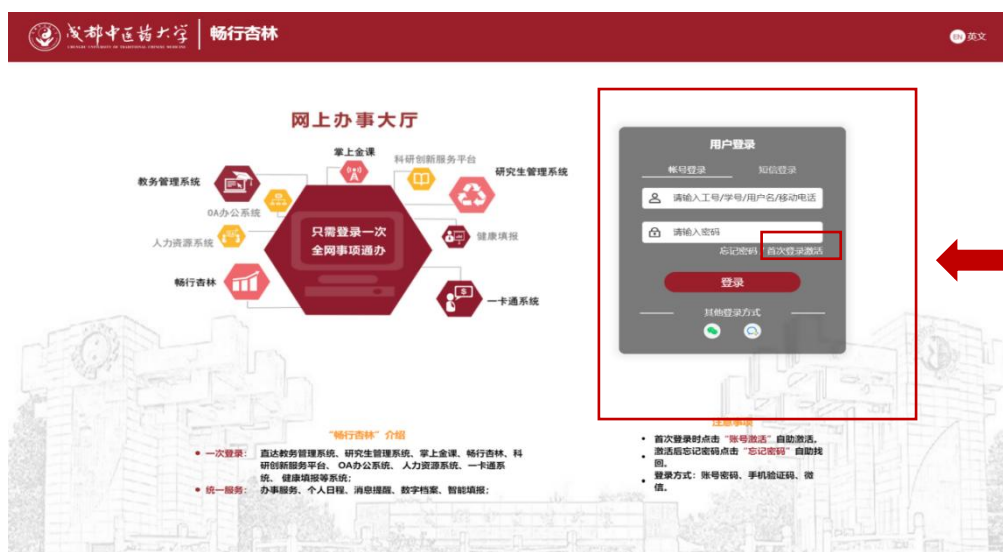 成都中医药大学
CHENGDU UNIVERSITY OF TRADITIONAL CHINESE MEDICINE
畅行杏林
EN 英文
网上办事大厅
掌上金课
科研创新服务平台
教务管理系统
研究生管理系统
OA办公系统
人力资源系统
只需登录一次
全网事项通办
健康填报
畅行杏林
一卡通系统
用户登录
帐号登录 短信登录
请输入工号/学号/用户名/移动电话
请输入密码
忘记密码 首次登录激活
登录
其他登录方式
“畅行杏林”介绍
• 一次登录： 直达教务管理系统、研究生管理系统、掌上金课、畅行杏林、科
研创新服务平台、 OA办公系统、 人力资源系统、 一卡通系
统、 健康填报等系统；
• 统一服务： 办事服务、个人日程、消息提醒、数字档案、智能填报；
注意事项
• 首次登录时点击“账号激活”自助激活。
• 激活后忘记密码点击“忘记密码”自助找
回。
• 登录方式：账号密码、手机验证码、微
信。